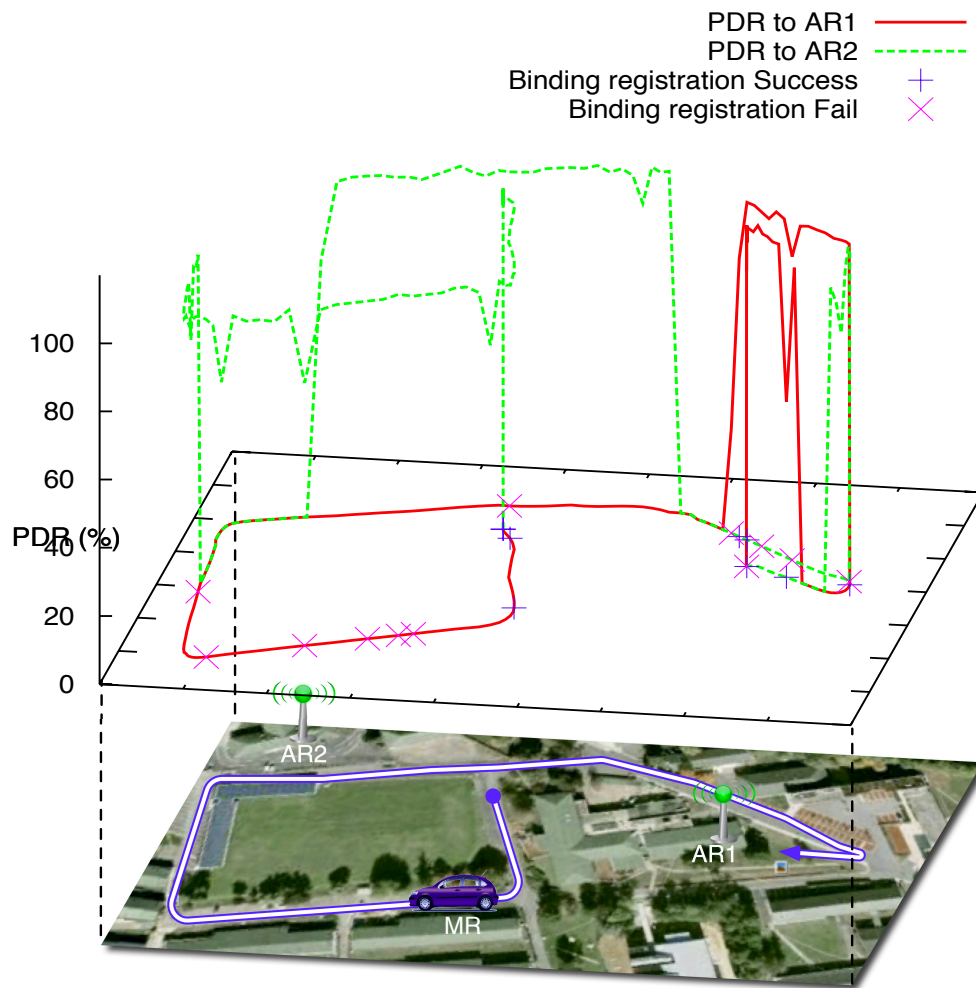 PDR to AR1
PDR to AR2
Binding registration Success
Binding registration Fail
100
80
60
PDR (%)
40
20
0
AR2
AR1
MR